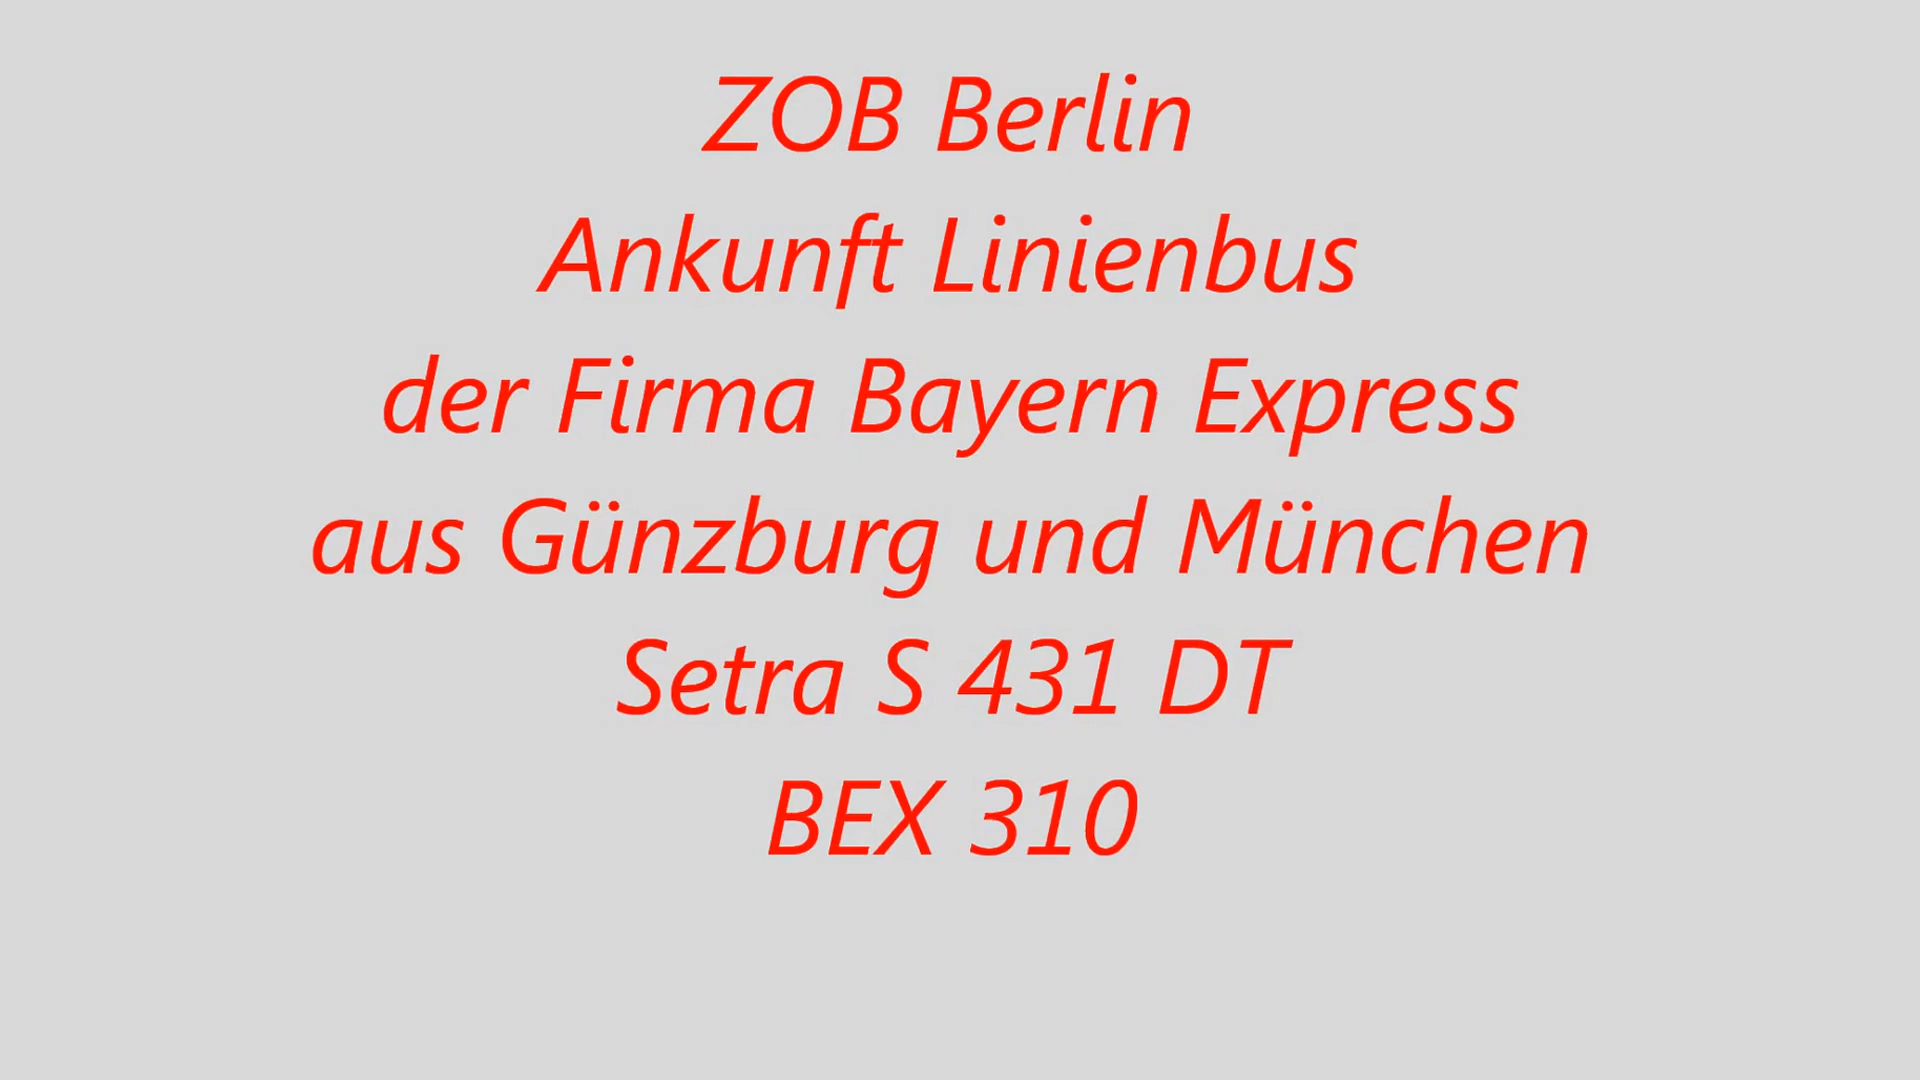 ZOB Berlin
Ankunft Linienbus
der Firma Bayern Express
aus Günzburg und München
Setra S 431 DT
BEX 310